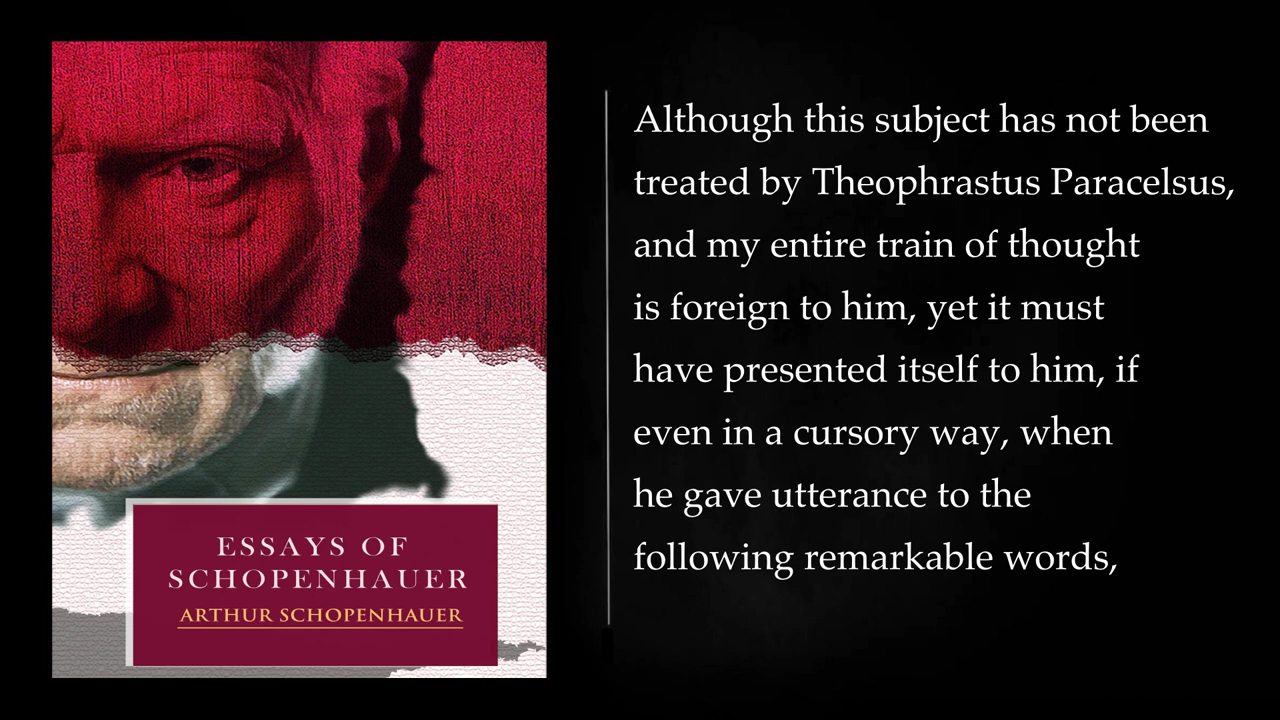 ESSAYS OF
SCHOPENHAUER
ARTHUR SCHOPENHAUER
Although this subject has not been
treated by Theophrastus Paracelsus,
and my entire train of thought
is foreign to him, yet it must
have presented itself to him, if
even in a cursory way, when
he gave utterance to the
following remarkable words,